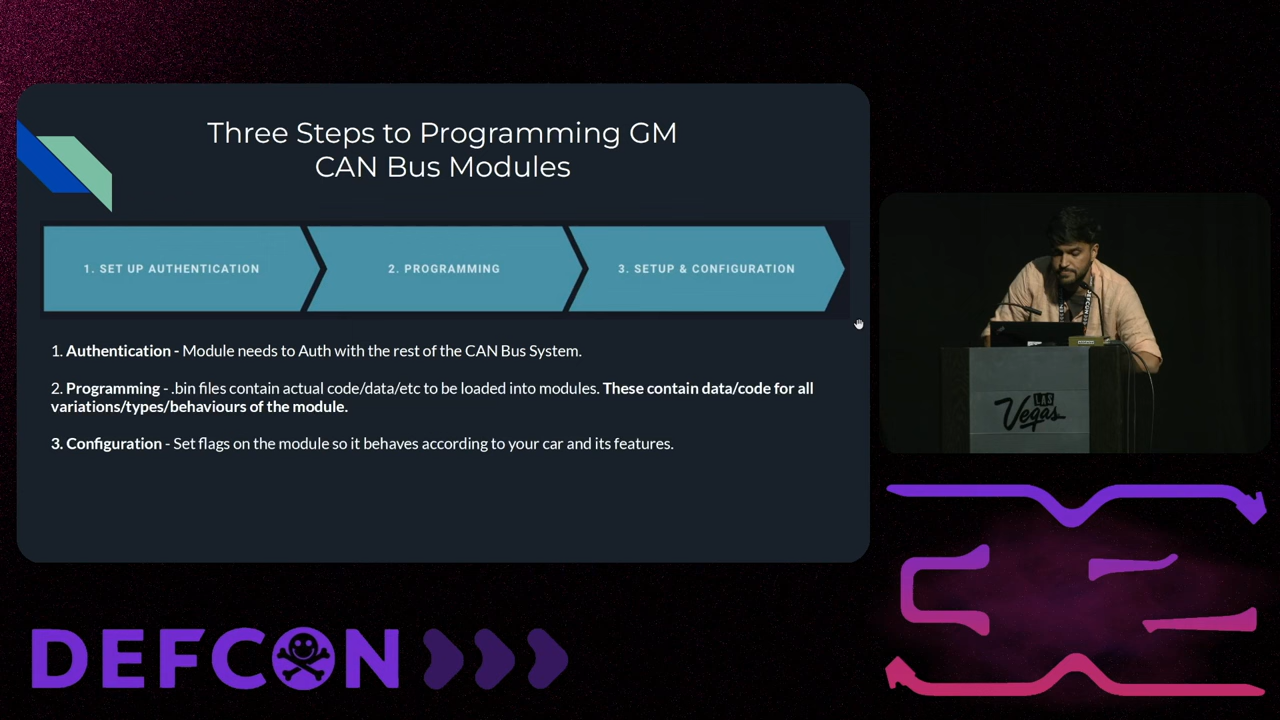 Three Steps to Programming GM
CAN Bus Modules
1. SET UP AUTHENTICATION
2. PROGRAMMING
3. SETUP & CONFIGURATION
1. Authentication - Module needs to Auth with the rest of the CAN Bus System.
2. Programming - .bin files contain actual code/data/etc to be loaded into modules. These contain data/code for all
variations/types/behaviours of the module.
3. Configuration - Set flags on the module so it behaves according to your car and its features.
DEFCON
LAS
Vegas
DEFCON